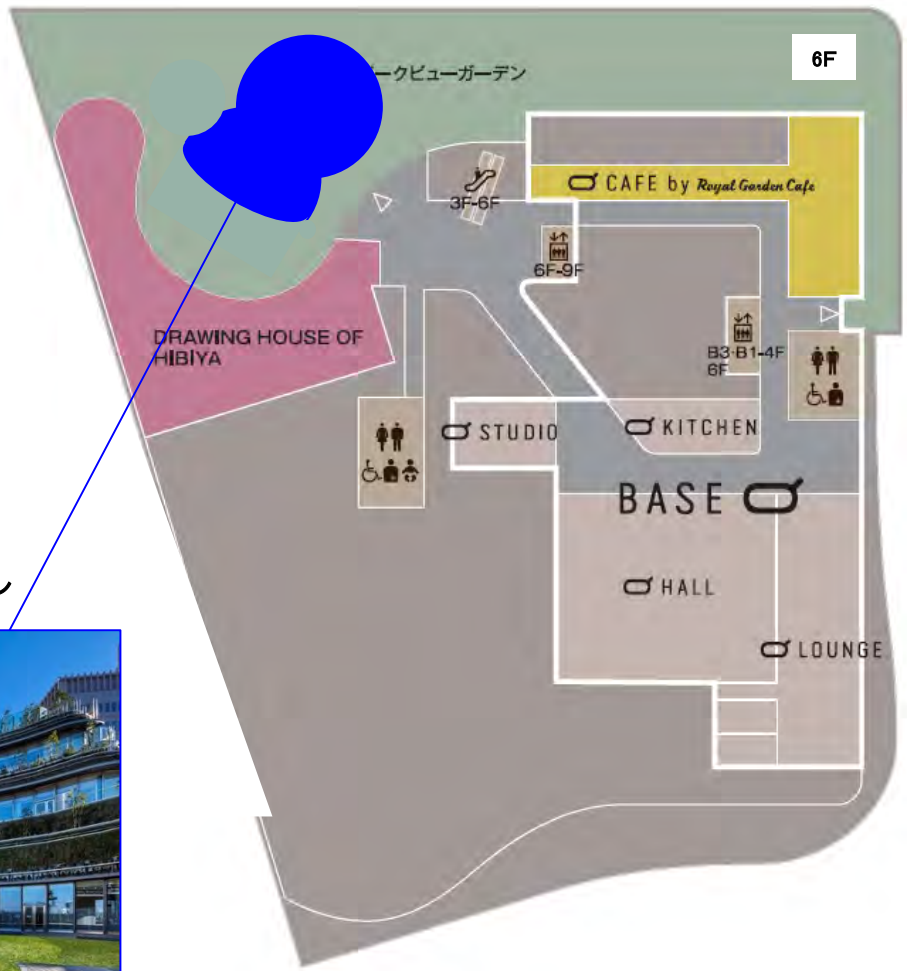 6F
ークビューガーデン
CAFE by Royal Garden Cafe
3F-6F
6F-9F
DRAWING HOUSE OF
HIBIYA
B3・B1-4F
6F
STUDIO
KITCHEN
BASE Q
HALL
LOUNGE